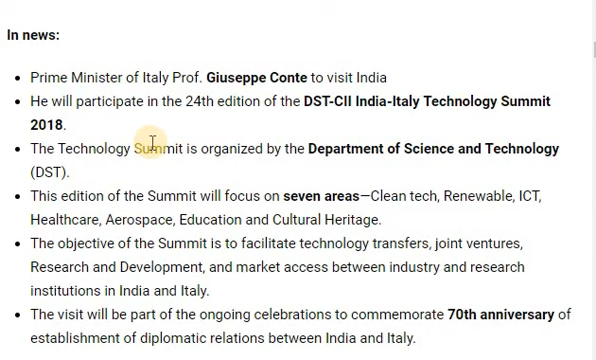 In news:
• Prime Minister of Italy Prof. Giuseppe Conte to visit India
• He will participate in the 24th edition of the DST-CII India-Italy Technology Summit
2018.
• The Technology Summit is organized by the Department of Science and Technology
(DST).
• This edition of the Summit will focus on seven areas—Clean tech, Renewable, ICT,
Healthcare, Aerospace, Education and Cultural Heritage.
• The objective of the Summit is to facilitate technology transfers, joint ventures,
Research and Development, and market access between industry and research
institutions in India and Italy.
• The visit will be part of the ongoing celebrations to commemorate 70th anniversary of
establishment of diplomatic relations between India and Italy.